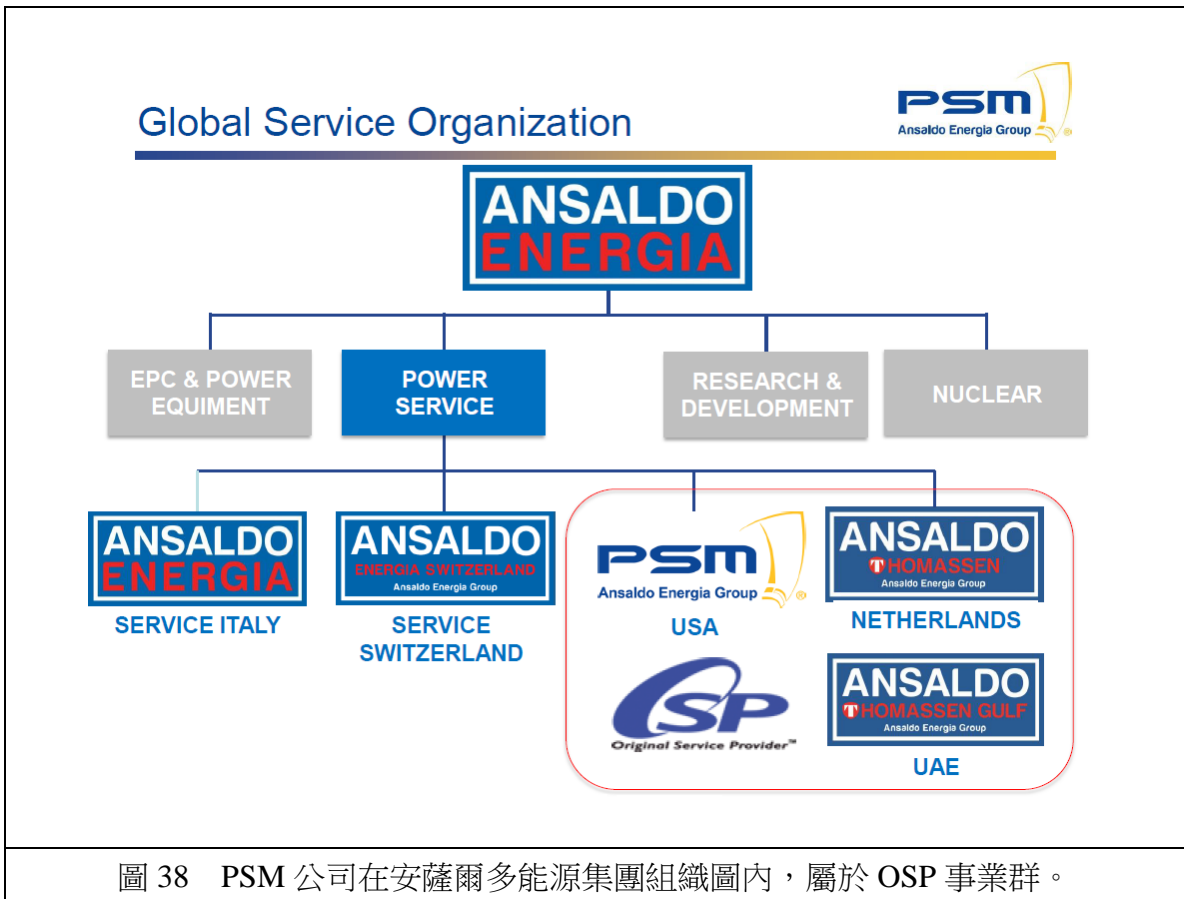 Global Service Organization
PSM
Ansaldo Energia Group
®
ANSALDO
ENERGIA
EPC & POWER
EQUIMENT
POWER
SERVICE
RESEARCH &
DEVELOPMENT
NUCLEAR
ANSALDO
ENERGIA
SERVICE ITALY
ANSALDO
ENERGIA SWITZERLAND
Ansaldo Energia Group
SERVICE
SWITZERLAND
PSM
Ansaldo Energia Group
®
USA
ANSALDO
THOMASSEN
Ansaldo Energia Group
NETHERLANDS
OSP
Original Service Provider™
ANSALDO
THOMASSEN GULF
Ansaldo Energia Group
UAE
圖 38 PSM 公司在安薩爾多能源集團組織圖內，屬於 OSP 事業群。